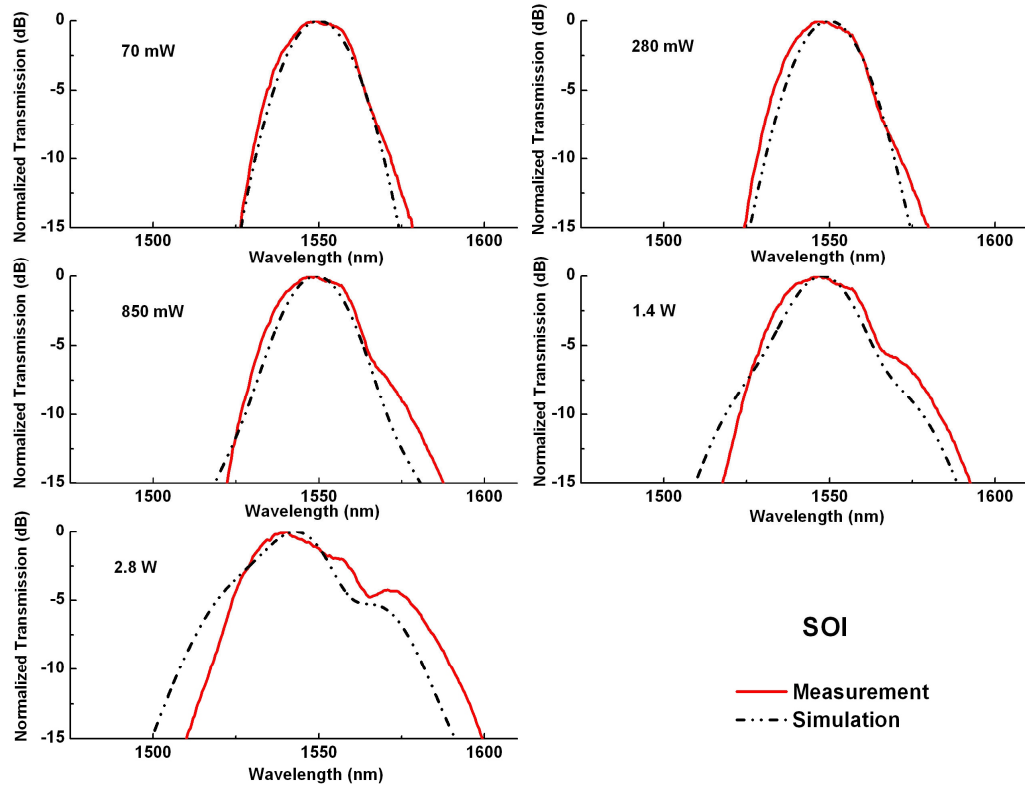 Normalized Transmission (dB)
0
-5
-10
-15
70 mW
1500
1550
1600
Wavelength (nm)
Normalized Transmission (dB)
0
-5
-10
-15
280 mW
1500
1550
1600
Wavelength (nm)
Normalized Transmission (dB)
0
-5
-10
-15
850 mW
1500
1550
1600
Wavelength (nm)
Normalized Transmission (dB)
0
-5
-10
-15
1.4 W
1500
1550
1600
Wavelength (nm)
Normalized Transmission (dB)
0
-5
-10
-15
2.8 W
1500
1550
1600
Wavelength (nm)
SOI
Measurement
Simulation